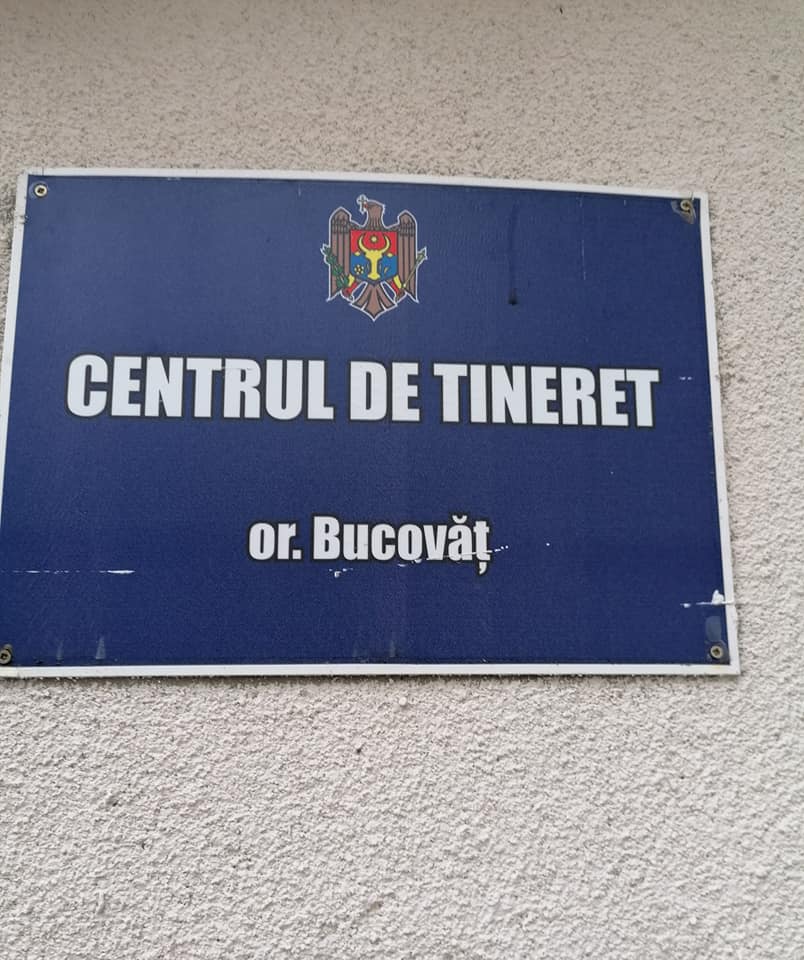 CENTRUL DE TINERET
or. Bucovăț